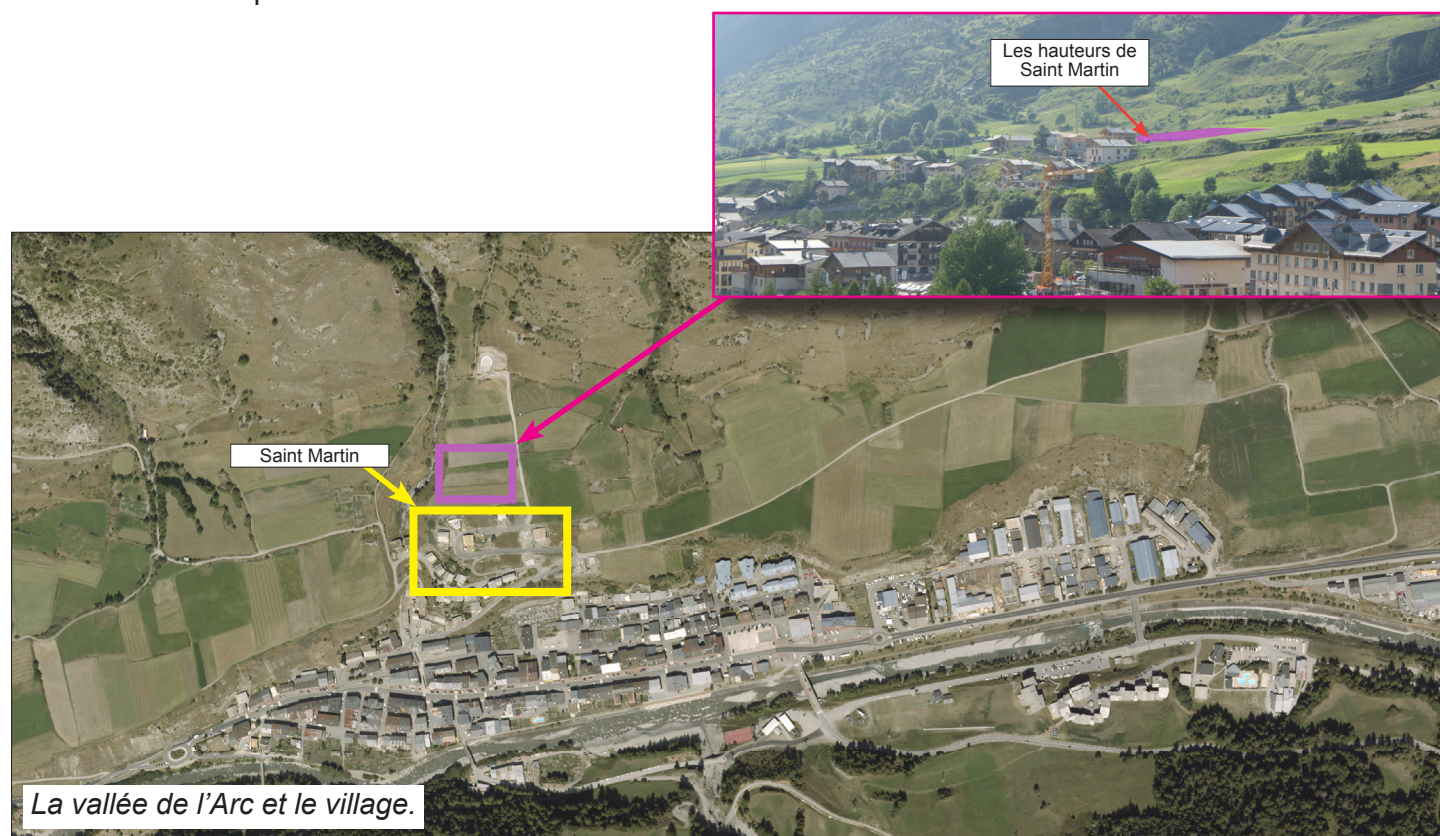 Les hauteurs de
Saint Martin
Saint Martin
La vallée de l’Arc et le village.